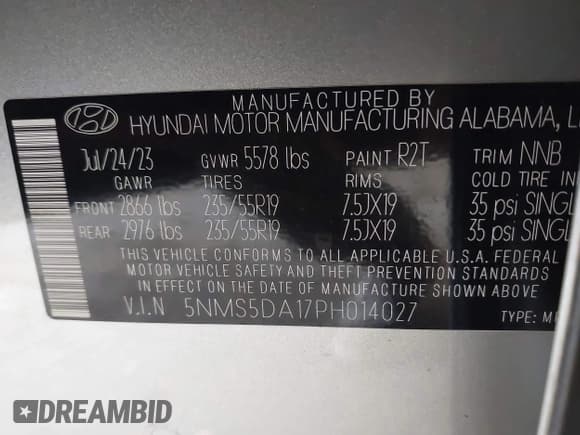 MANUFACTURED BY
HYUNDAI MOTOR MANUFACTURING ALABAMA, L
Jul/24/23 GVWR 5578 lbs PAINT R2T TRIM NNB
GAWR TIRES RIMS COLD TIRE IN
FRONT 2866 lbs 235/55R19 7.5JX19 35 psi SINGL
REAR 2976 lbs 235/55R19 7.5JX19 35 psi SINGL
THIS VEHICLE CONFORMS TO ALL APPLICABLE U.S.A. FEDERAL
MOTOR VEHICLE SAFETY AND THEFT PREVENTION STANDARDS
IN EFFECT ON THE DATE OF MANUFACTURE SHOWN ABOVE.
V.I.N 5NMS5DA17PH014027 TYPE: M
DREAMBID